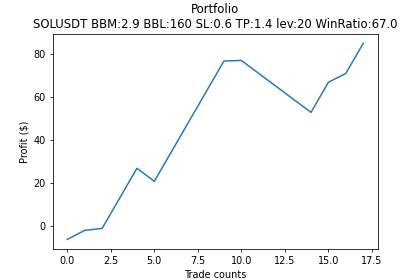 Portfolio
SOLUSDT BBM:2.9 BBL:160 SL:0.6 TP:1.4 lev:20 WinRatio:67.0
80
60
40
20
0
Profit ($)
0.0 2.5 5.0 7.5 10.0 12.5 15.0 17.5
Trade counts